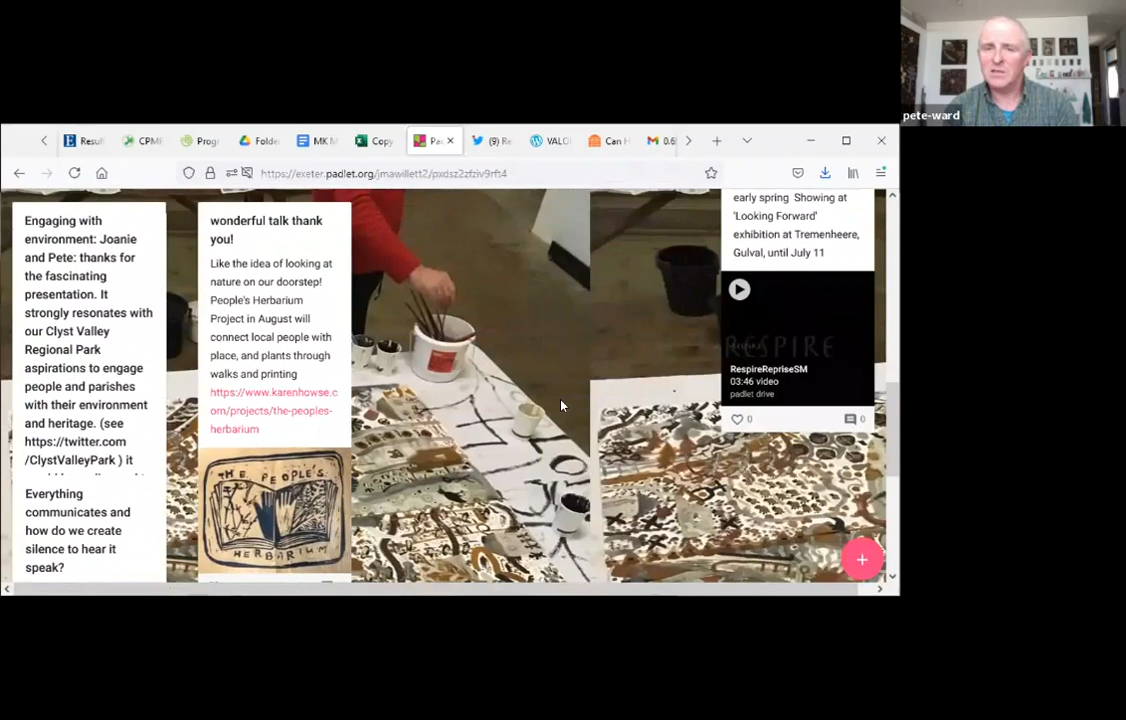 pete-ward
Resul
CPMF
Progr
Folder
MK M
Copy
Pac
(9) Re
VALO
Can H
M 0.6
https://exeter.padlet.org/jmawillett2/pxdsz2zfziv9rft4
Engaging with
environment: Joanie
and Pete: thanks for
the fascinating
presentation. It
strongly resonates with
our Clyst Valley
Regional Park
aspirations to engage
people and parishes
with their environment
and heritage. (see
https://twitter.com
/ClystValleyPark ) it
Everything
communicates and
how do we create
silence to hear it
speak?
wonderful talk thank
you!
Like the idea of looking at
nature on our doorstep!
People's Herbarium
Project in August will
connect local people with
place, and plants through
walks and printing
https://www.karenhowse.c
om/projects/the-peoples-
herbarium
THE PEOPLE'S
HERBARIUM
early spring Showing at
'Looking Forward'
exhibition at Tremenheere,
Gulval, until July 11
RESPIRE
RespireRepriseSM
03:46 video
padlet drive
0
0